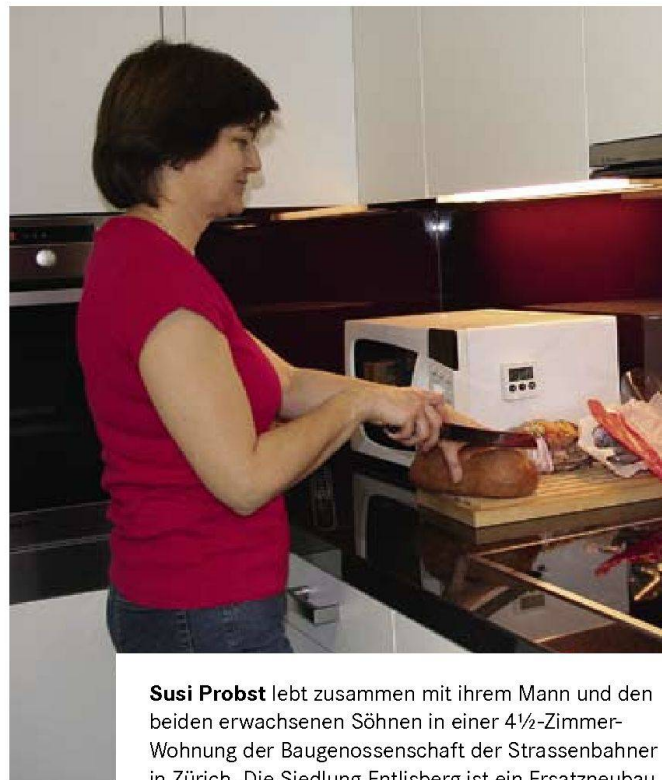 Susi Probst lebt zusammen mit ihrem Mann und den
beiden erwachsenen Söhnen in einer 4½-Zimmer-
Wohnung der Baugenossenschaft der Strassenbahner
in Zürich. Die Siedlung Entlisberg ist ein Ersatzneubau